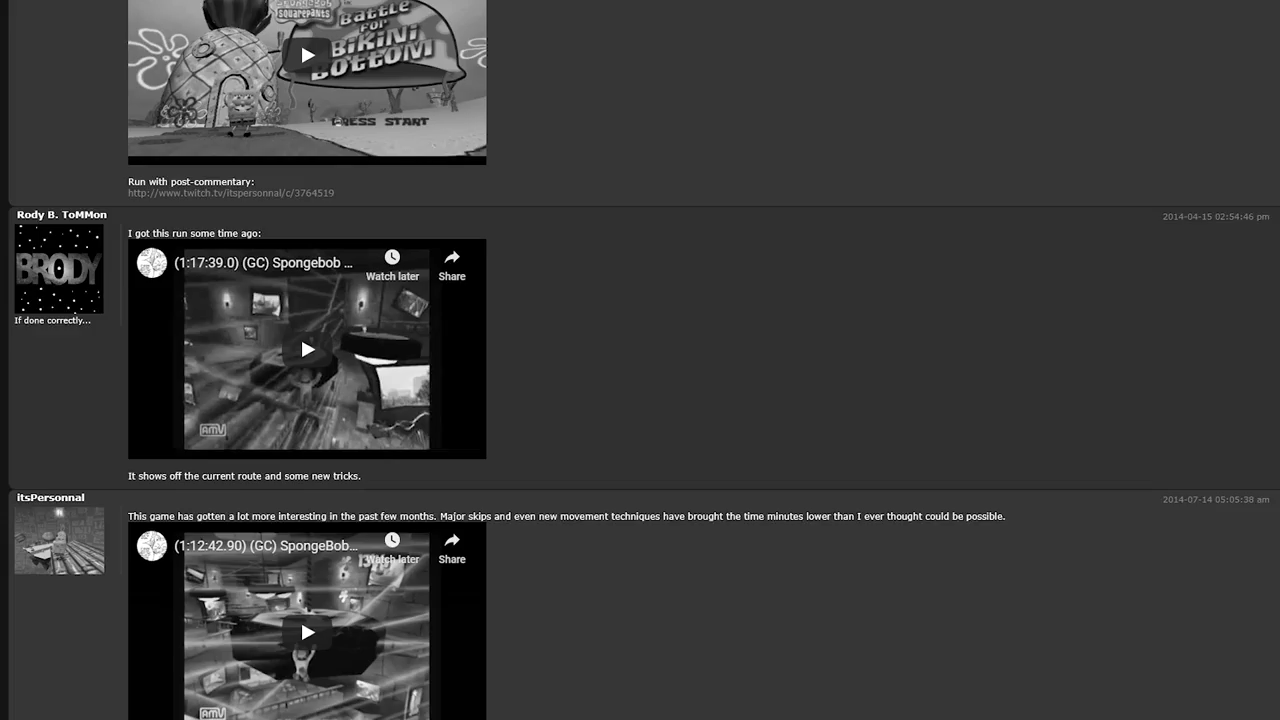 SPONGEBOB
SQUAREPANTS
Battle
FOR
BIKINI
BOTTOM
PRESS START
Run with post-commentary:
http://www.twitch.tv/itspersonnal/c/3764519
Rody B. ToMMon
2014-04-15 02:54:46 pm
BRODY
If done correctly...
I got this run some time ago:
(1:17:39.0) (GC) Spongebob ...
Watch later
Share
AMV
It shows off the current route and some new tricks.
itsPersonnal
2014-07-14 05:05:38 am
This game has gotten a lot more interesting in the past few months. Major skips and even new movement techniques have brought the time minutes lower than I ever thought could be possible.
(1:12:42.90) (GC) SpongeBob...
Watch later
Share
AMV